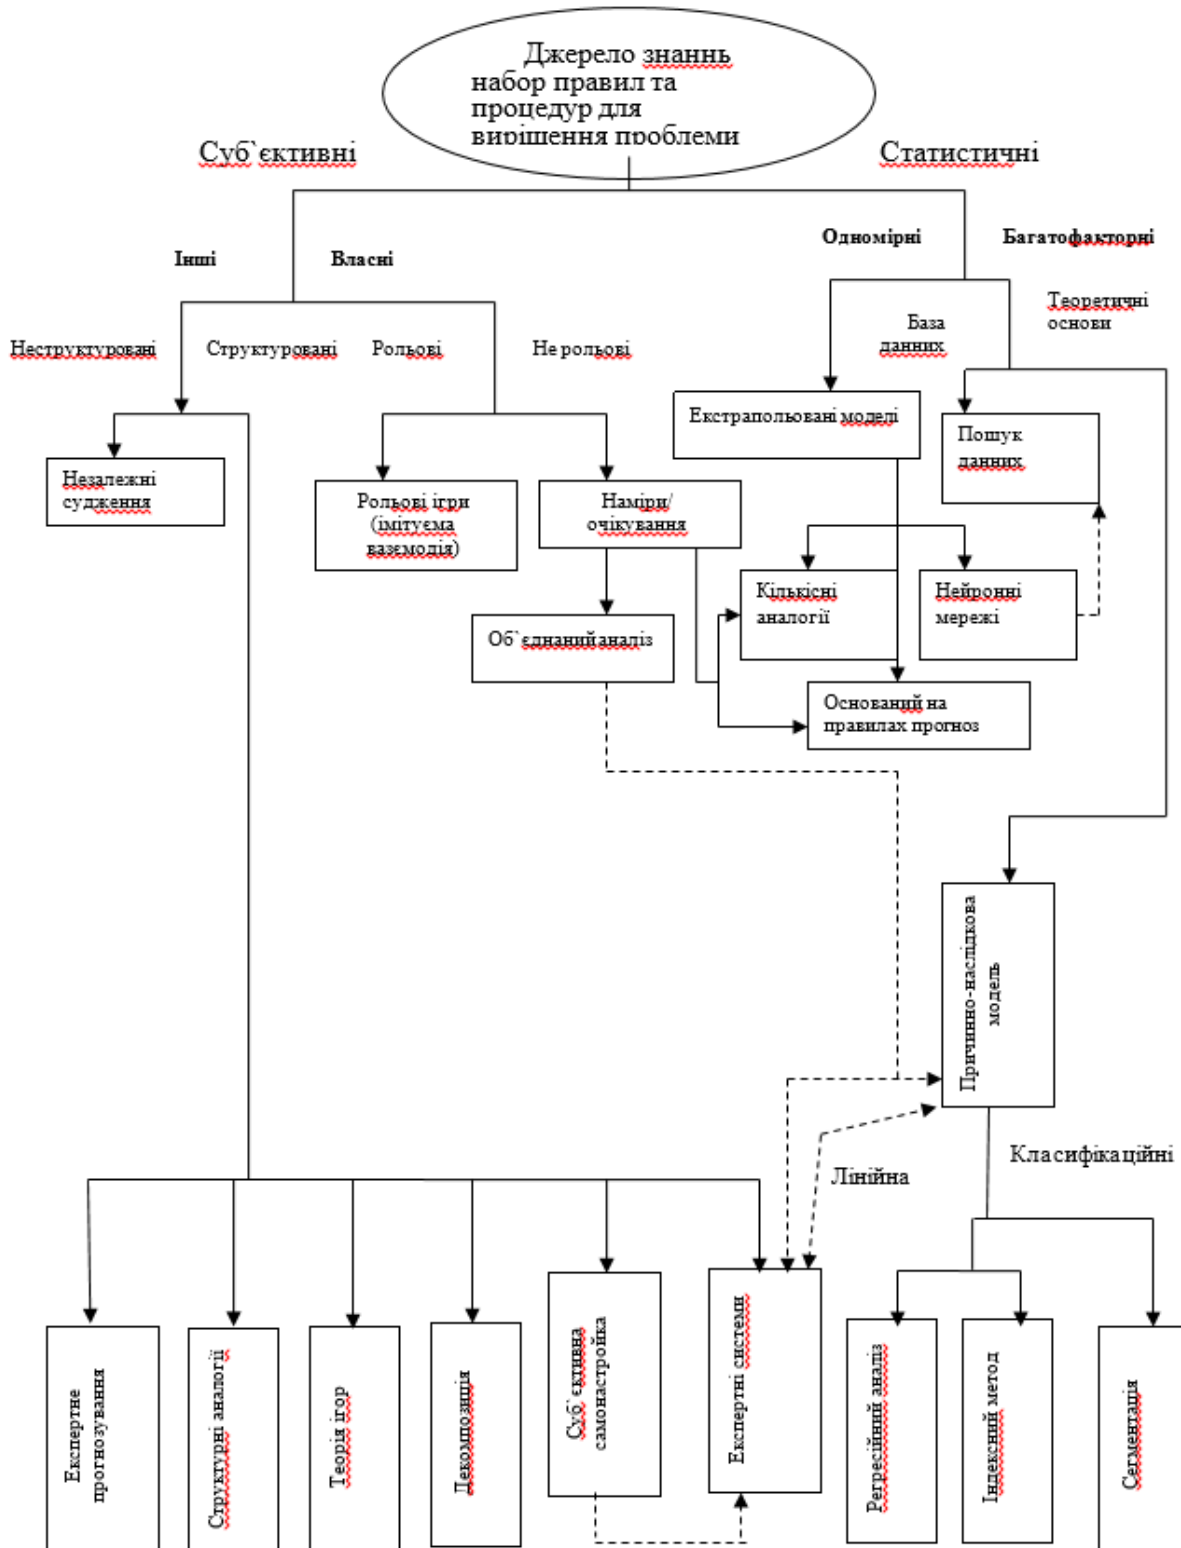 Джерело знаннь
набор правил та
процедур для
вирішення проблеми
Суб`єктивні
Статистичні
Інші
Власні
Одномірні
Багатофакторні
Неструктуровані
Структуровані
Рольові
Не рольові
База
данних
Теоретичні
основи
Екстрапольовані моделі
Пошук
данних
Незалежні
судження
Рольові ігри
(імітуєма
ваземодія)
Наміри/
очікування
Кількісні
аналогії
Нейронні
мережі
Об`єднаний аналіз
Оснований на
правилах прогноз
Причинно-наслідкова
модель
Класифікаційні
Лінійна
Експертне
прогнозування
Структурні аналогії
Теорія ігор
Декомпозиція
Суб`єктивна
самонастройка
Експертні системи
Регресійний аналіз
Індексний метод
Сегментація